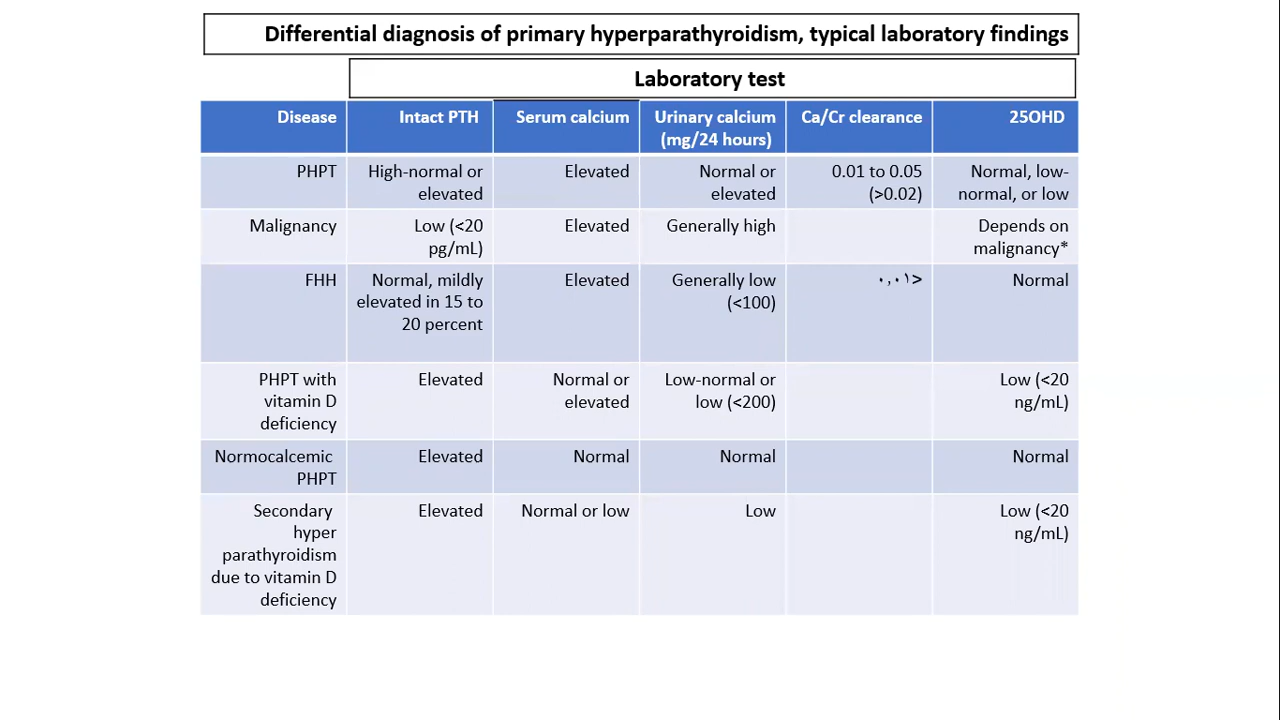 Differential diagnosis of primary hyperparathyroidism, typical laboratory findings
Laboratory test
Disease
Intact PTH
Serum calcium
Urinary calcium
(mg/24 hours)
Ca/Cr clearance
25OHD
PHPT
High-normal or
elevated
Elevated
Normal or
elevated
0.01 to 0.05
(>0.02)
Normal, low-
normal, or low
Malignancy
Low (<20
pg/mL)
Elevated
Generally high
Depends on
malignancy*
FHH
Normal, mildly
elevated in 15 to
20 percent
Elevated
Generally low
(<100)
۰,۰۱>
Normal
PHPT with
vitamin D
deficiency
Elevated
Normal or
elevated
Low-normal or
low (<200)
Low (<20
ng/mL)
Normocalcemic
PHPT
Elevated
Normal
Normal
Normal
Secondary
hyper
parathyroidism
due to vitamin D
deficiency
Elevated
Normal or low
Low
Low (<20
ng/mL)